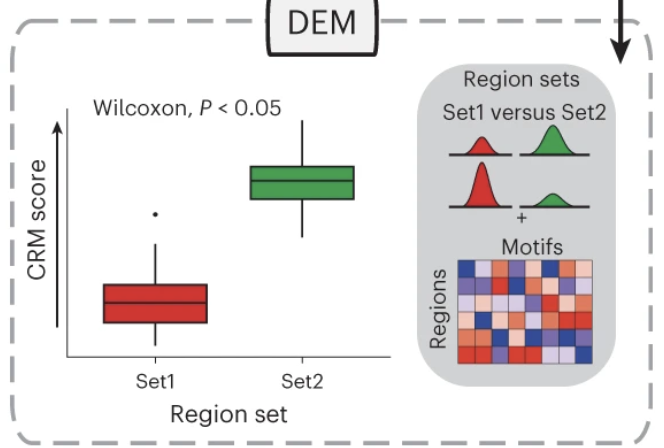 DEM
Wilcoxon, P < 0.05
CRM score
Set1
Set2
Region set
Region sets
Set1 versus Set2
+
Motifs
Regions